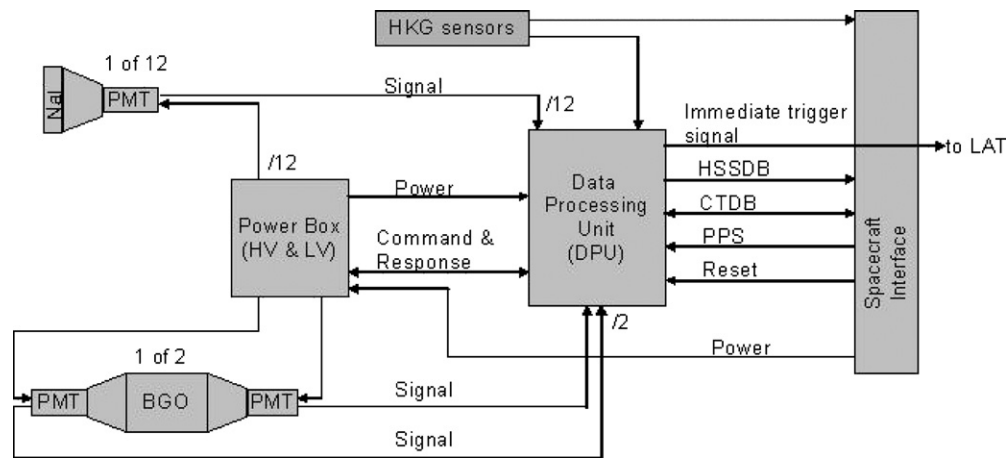 HKG sensors
1 of 12
NaI
PMT
Signal
/12
Immediate trigger
signal
to LAT
/12
Power Box
(HV & LV)
Power
Data
Processing
Unit
(DPU)
HSSDB
CTDB
Command &
Response
PPS
Reset
Spacecraft
Interface
/2
Power
1 of 2
PMT
BGO
PMT
Signal
Signal